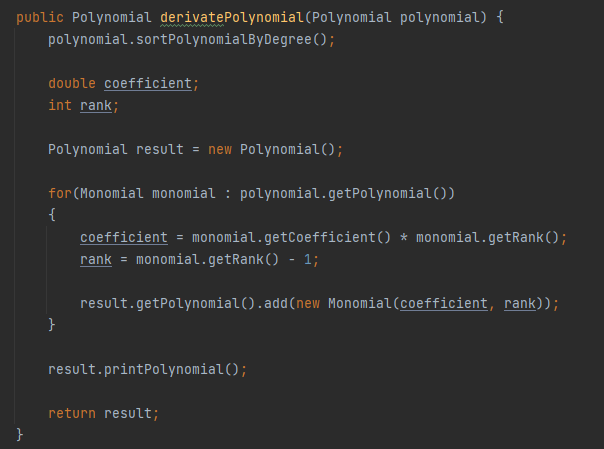 public Polynomial derivatePolynomial(Polynomial polynomial) {
    polynomial.sortPolynomialByDegree();

    double coefficient;
    int rank;

    Polynomial result = new Polynomial();

    for(Monomial monomial : polynomial.getPolynomial())
    {
        coefficient = monomial.getCoefficient() * monomial.getRank();
        rank = monomial.getRank() - 1;

        result.getPolynomial().add(new Monomial(coefficient, rank));
    }

    result.printPolynomial();

    return result;
}